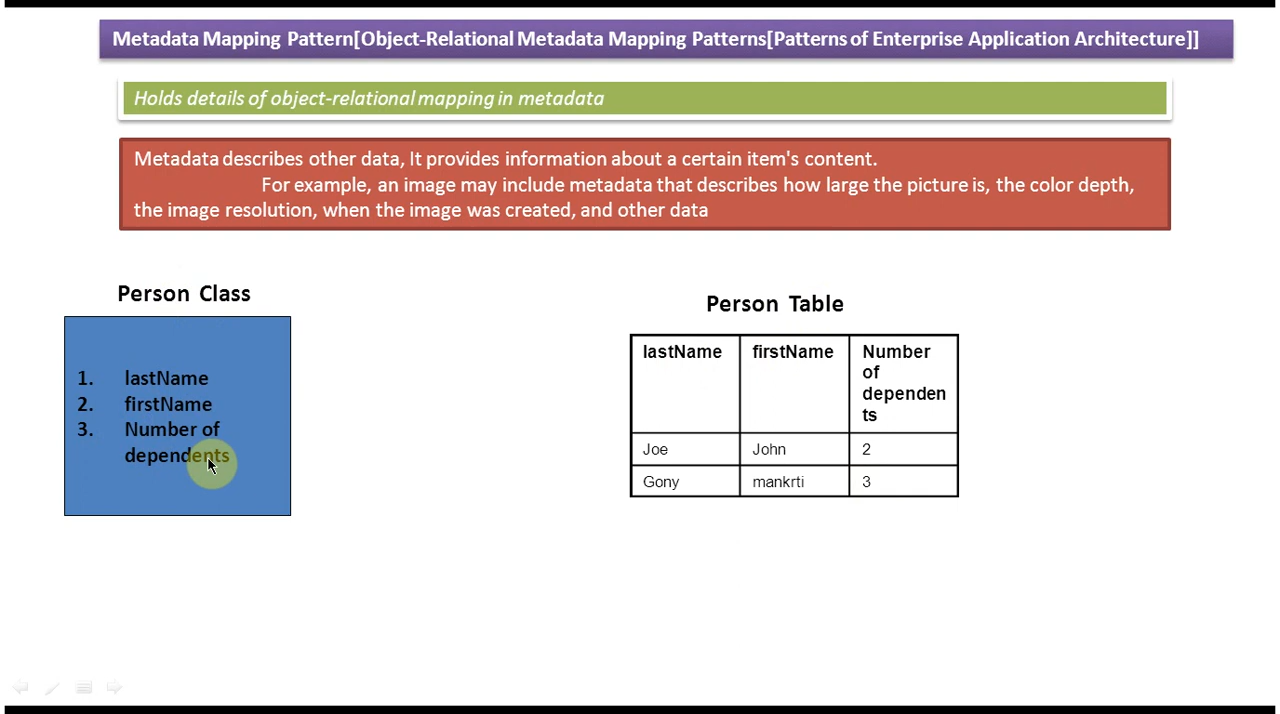 Metadata Mapping Pattern[Object-Relational Metadata Mapping Patterns[Patterns of Enterprise Application Architecture]]
Holds details of object-relational mapping in metadata
Metadata describes other data, It provides information about a certain item's content.
For example, an image may include metadata that describes how large the picture is, the color depth,
the image resolution, when the image was created, and other data
Person Class
1. lastName
2. firstName
3. Number of
dependents
Person Table
lastName firstName Number
of
dependen
ts
Joe John 2
Gony mankrti 3